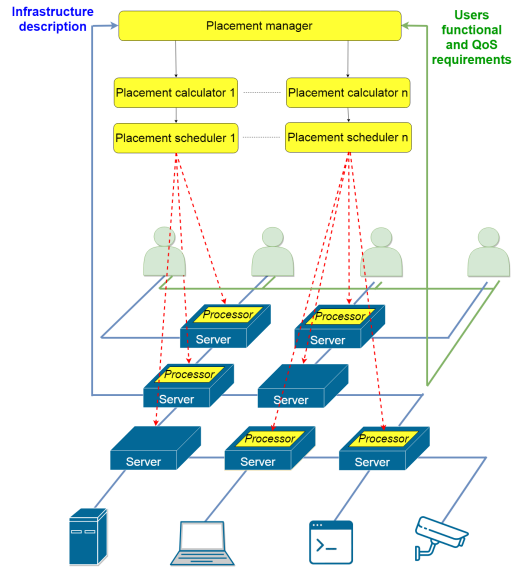 Infrastructure
description
Placement manager
Users
functional
and QoS
requirements
Placement calculator 1
Placement calculator n
Placement scheduler 1
Placement scheduler n
Processor
Server
Processor
Server
Processor
Server
Server
Server
Processor
Server
Processor
Server
>_